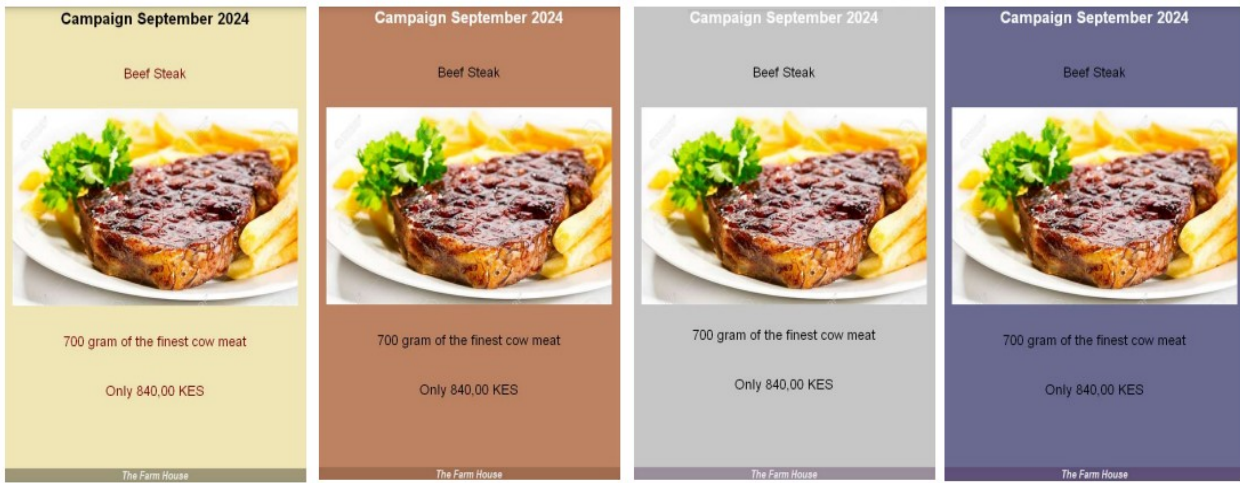 Campaign September 2024
Beef Steak
700 gram of the finest cow meat
Only 840,00 KES
The Farm House
Campaign September 2024
Beef Steak
700 gram of the finest cow meat
Only 840,00 KES
The Farm House
Campaign September 2024
Beef Steak
700 gram of the finest cow meat
Only 840,00 KES
The Farm House
Campaign September 2024
Beef Steak
700 gram of the finest cow meat
Only 840,00 KES
The Farm House